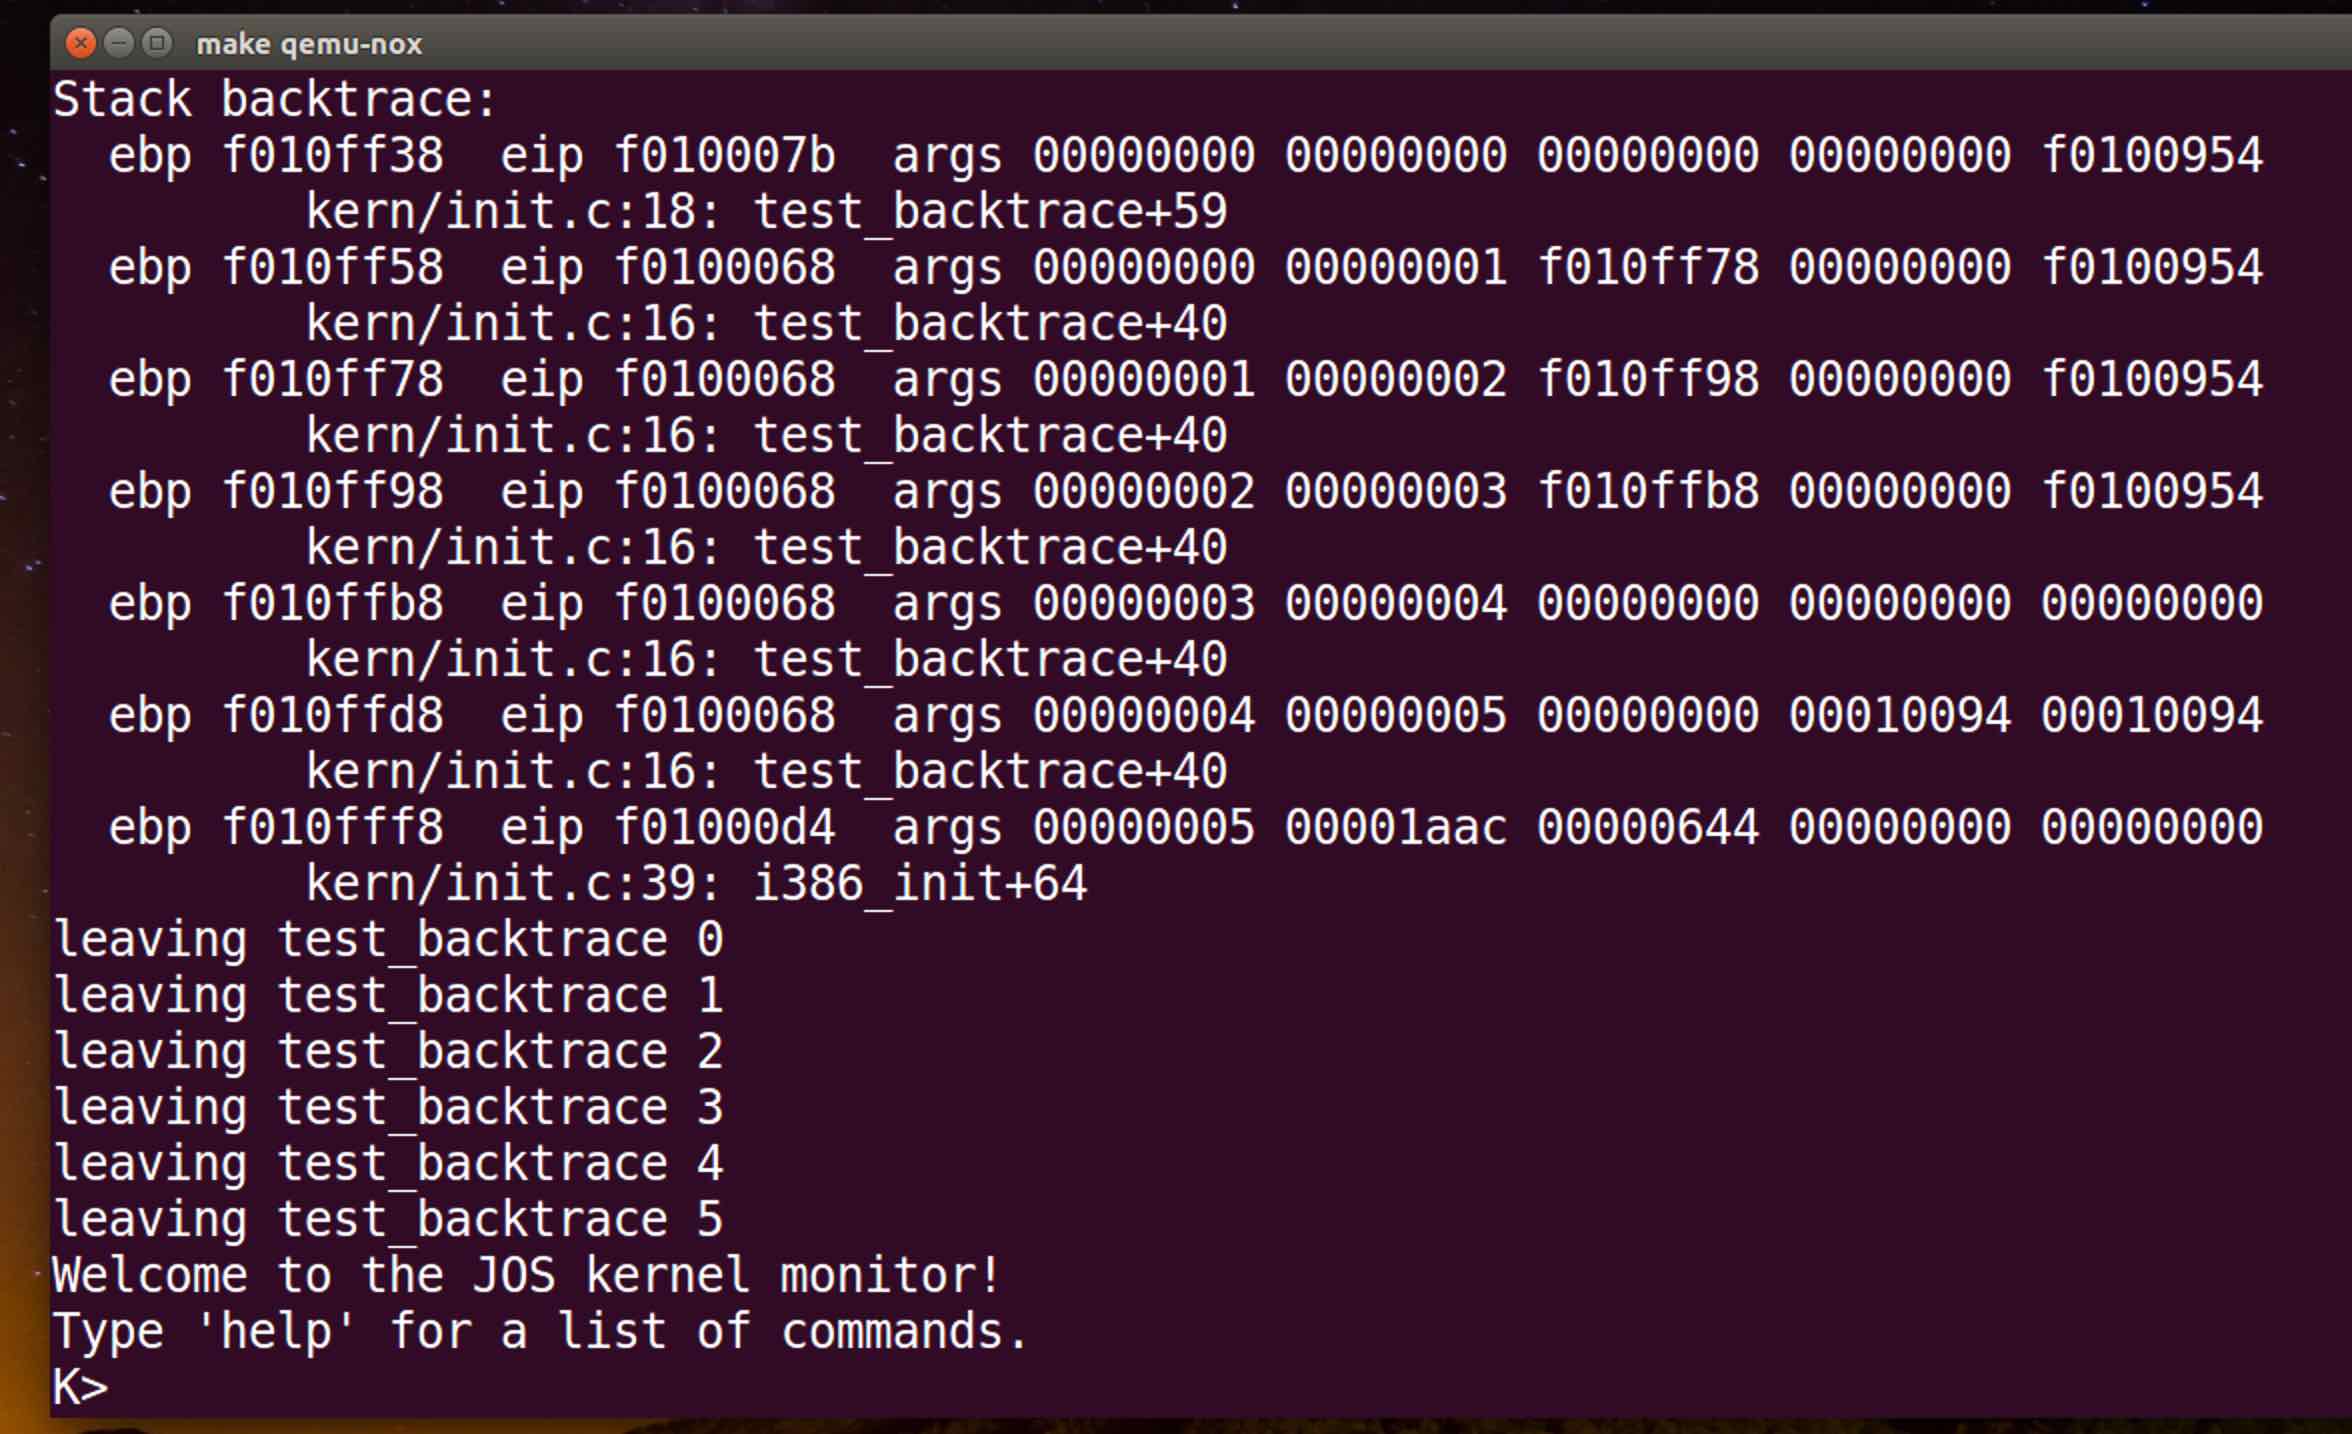 make qemu-nox
Stack backtrace:
  ebp f010ff38  eip f010007b  args 00000000 00000000 00000000 00000000 f0100954
         kern/init.c:18: test_backtrace+59
  ebp f010ff58  eip f0100068  args 00000000 00000001 f010ff78 00000000 f0100954
         kern/init.c:16: test_backtrace+40
  ebp f010ff78  eip f0100068  args 00000001 00000002 f010ff98 00000000 f0100954
         kern/init.c:16: test_backtrace+40
  ebp f010ff98  eip f0100068  args 00000002 00000003 f010ffb8 00000000 f0100954
         kern/init.c:16: test_backtrace+40
  ebp f010ffb8  eip f0100068  args 00000003 00000004 00000000 00000000 00000000
         kern/init.c:16: test_backtrace+40
  ebp f010ffd8  eip f0100068  args 00000004 00000005 00000000 00010094 00010094
         kern/init.c:16: test_backtrace+40
  ebp f010fff8  eip f01000d4  args 00000005 00001aac 00000644 00000000 00000000
         kern/init.c:39: i386_init+64
leaving test_backtrace 0
leaving test_backtrace 1
leaving test_backtrace 2
leaving test_backtrace 3
leaving test_backtrace 4
leaving test_backtrace 5
Welcome to the JOS kernel monitor!
Type 'help' for a list of commands.
K>